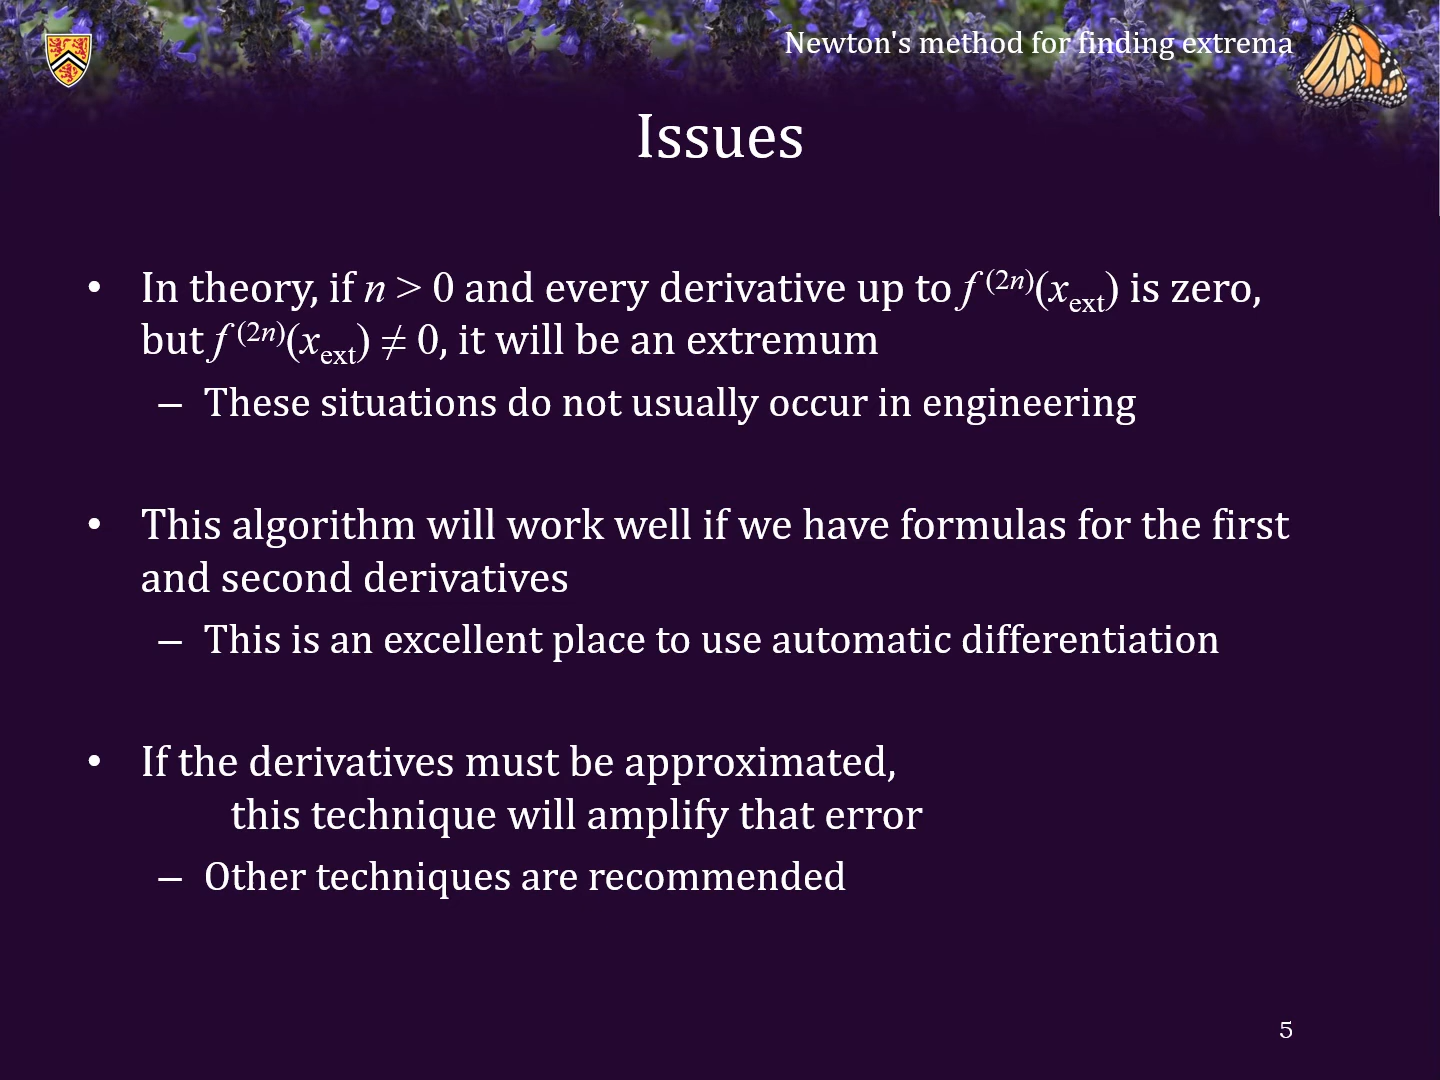 Newton's method for finding extrema
Issues
• In theory, if n > 0 and every derivative up to f⁽²ⁿ⁾(xₑₓₜ) is zero,
but f⁽²ⁿ⁾(xₑₓₜ) ≠ 0, it will be an extremum
– These situations do not usually occur in engineering
• This algorithm will work well if we have formulas for the first
and second derivatives
– This is an excellent place to use automatic differentiation
• If the derivatives must be approximated,
this technique will amplify that error
– Other techniques are recommended
5